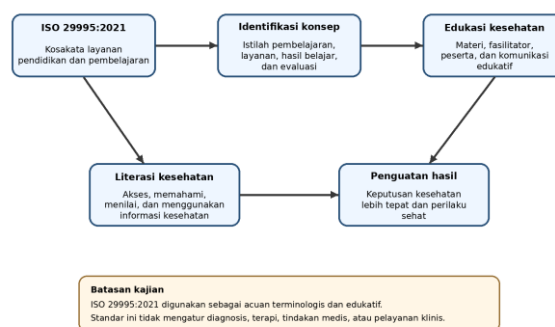 ISO 29995:2021
Kosakata layanan
pendidikan dan pembelajaran
Identifikasi konsep
Istilah pembelajaran,
layanan, hasil belajar,
dan evaluasi
Edukasi kesehatan
Materi, fasilitator,
peserta, dan komunikasi
edukatif
Literasi kesehatan
Akses, memahami,
menilai, dan menggunakan
informasi kesehatan
Penguatan hasil
Keputusan kesehatan
lebih tepat dan perilaku
sehat
Batasan kajian
ISO 29995:2021 digunakan sebagai acuan terminologis dan edukatif.
Standar ini tidak mengatur diagnosis, terapi, tindakan medis, atau pelayanan klinis.